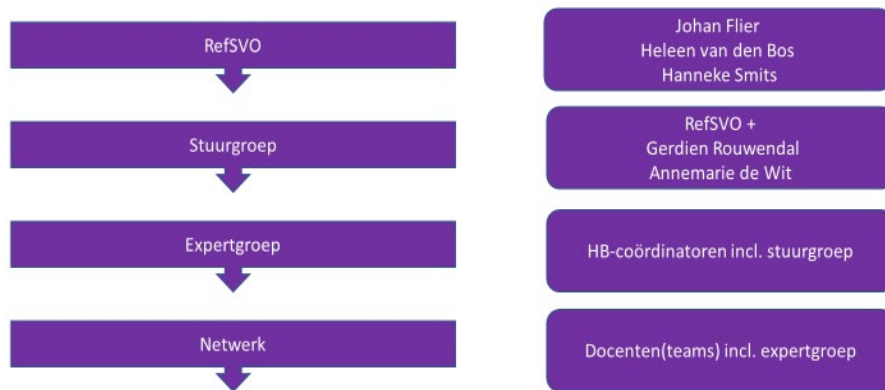 RefSVO
Johan Flier
Heleen van den Bos
Hanneke Smits
Stuurgroep
RefSVO +
Gerdien Rouwendal
Annemarie de Wit
Expertgroep
HB-coördinatoren incl. stuurgroep
Netwerk
Docenten(teams) incl. expertgroep